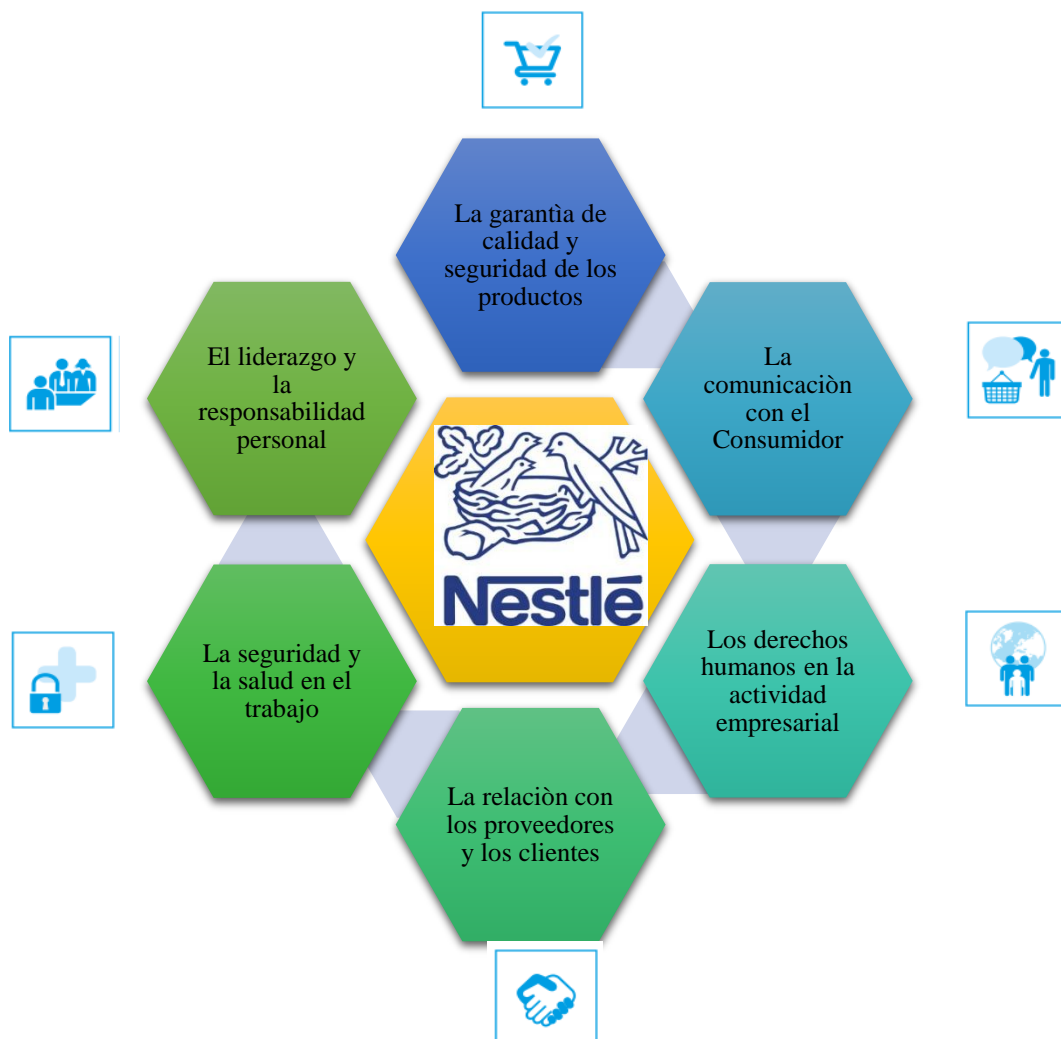 La garantìa de
calidad y
seguridad de los
productos
La
comunicaciòn
con el
Consumidor
Los derechos
humanos en la
actividad
empresarial
La relaciòn con
los proveedores
y los clientes
La seguridad y
la salud en el
trabajo
El liderazgo y
la
responsabilidad
personal
Nestlé